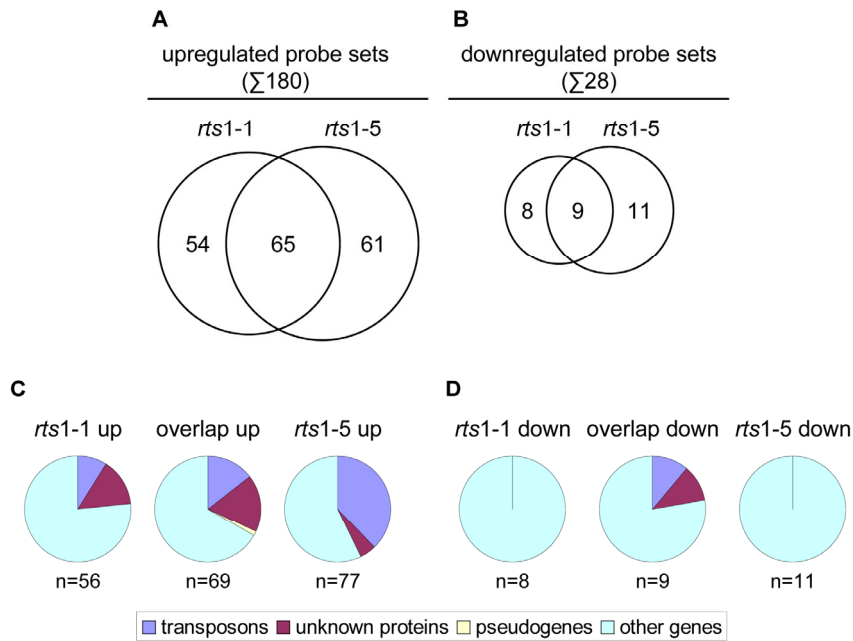 A
B
upregulated probe sets
(∑180)
downregulated probe sets
(∑28)
rts1-1
rts1-5
rts1-1
rts1-5
54
65
61
8
9
11
C
D
rts1-1 up
overlap up
rts1-5 up
rts1-1 down
overlap down
rts1-5 down
n=56
n=69
n=77
n=8
n=9
n=11
transposons
unknown proteins
pseudogenes
other genes